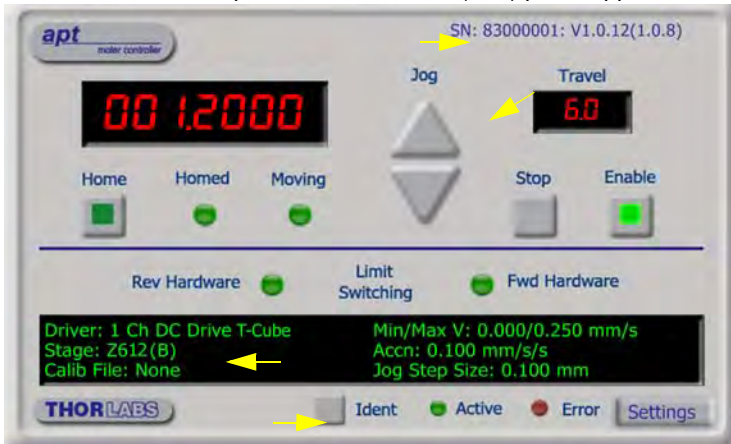 apt
motor controller
SN: 83000001: V1.0.12(1.0.8)
Jog
Travel
001.2000
6.0
Home
Homed
Moving
Stop
Enable
Rev Hardware
Limit
Switching
Fwd Hardware
Driver: 1 Ch DC Drive T-Cube
Stage: Z612(B)
Calib File: None
Min/Max V: 0.000/0.250 mm/s
Accn: 0.100 mm/s/s
Jog Step Size: 0.100 mm
THORLABS
Ident
Active
Error
Settings